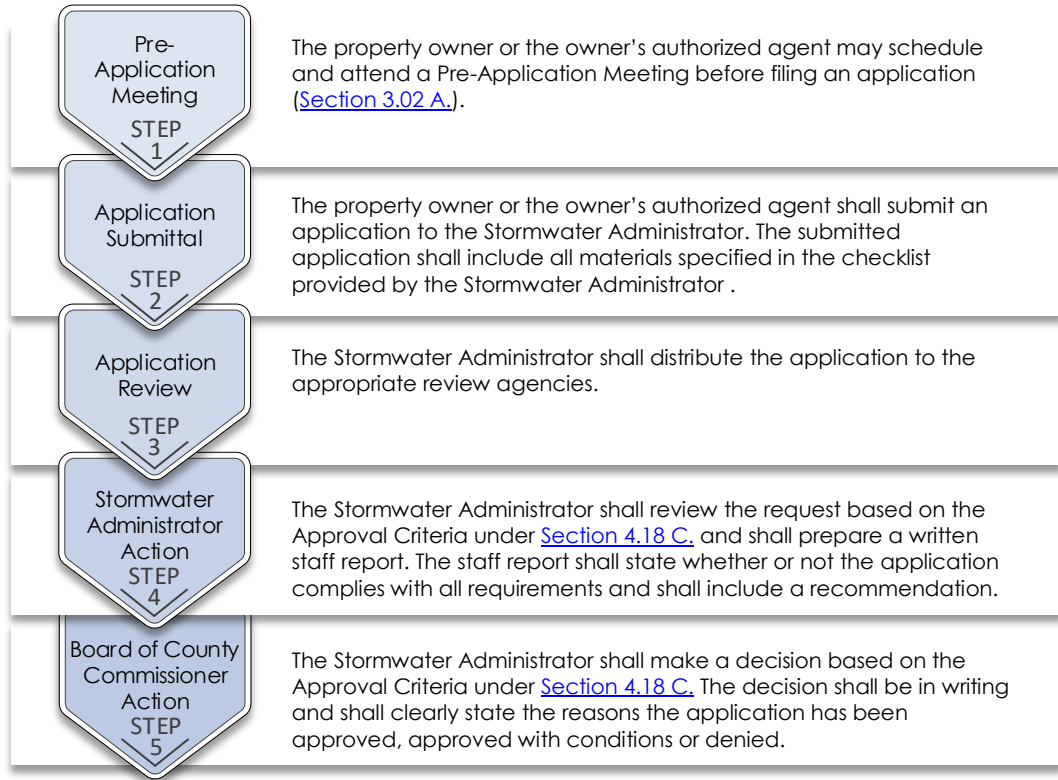 Pre-
Application
Meeting
STEP
1
The property owner or the owner’s authorized agent may schedule
and attend a Pre-Application Meeting before filing an application
(Section 3.02 A.).
Application
Submittal
STEP
2
The property owner or the owner’s authorized agent shall submit an
application to the Stormwater Administrator. The submitted
application shall include all materials specified in the checklist
provided by the Stormwater Administrator .
Application
Review
STEP
3
The Stormwater Administrator shall distribute the application to the
appropriate review agencies.
Stormwater
Administrator
Action
STEP
4
The Stormwater Administrator shall review the request based on the
Approval Criteria under Section 4.18 C. and shall prepare a written
staff report. The staff report shall state whether or not the application
complies with all requirements and shall include a recommendation.
Board of County
Commissioner
Action
STEP
5
The Stormwater Administrator shall make a decision based on the
Approval Criteria under Section 4.18 C. The decision shall be in writing
and shall clearly state the reasons the application has been
approved, approved with conditions or denied.